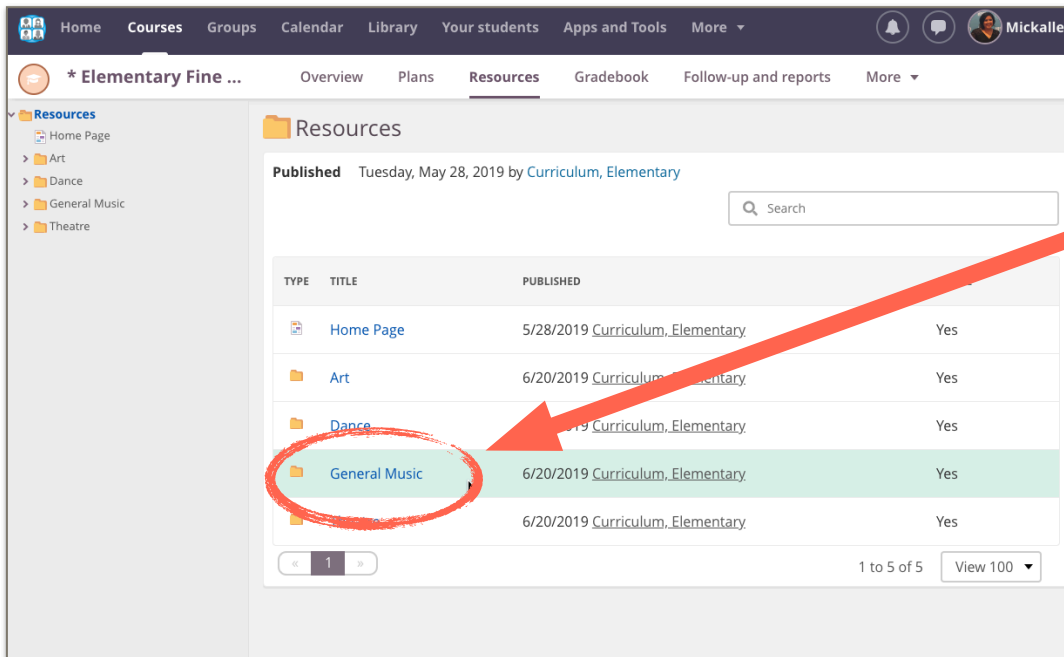 Home Courses Groups Calendar Library Your students Apps and Tools More Mickalle
* Elementary Fine ... Overview Plans Resources Gradebook Follow-up and reports More
Resources
Home Page
Art
Dance
General Music
Theatre
Resources
Published Tuesday, May 28, 2019 by Curriculum, Elementary
Search
TYPE TITLE PUBLISHED
Home Page 5/28/2019 Curriculum, Elementary Yes
Art 6/20/2019 Curriculum, Elementary Yes
Dance Curriculum, Elementary Yes
General Music 6/20/2019 Curriculum, Elementary Yes
6/20/2019 Curriculum, Elementary Yes
« 1 » 1 to 5 of 5 View 100